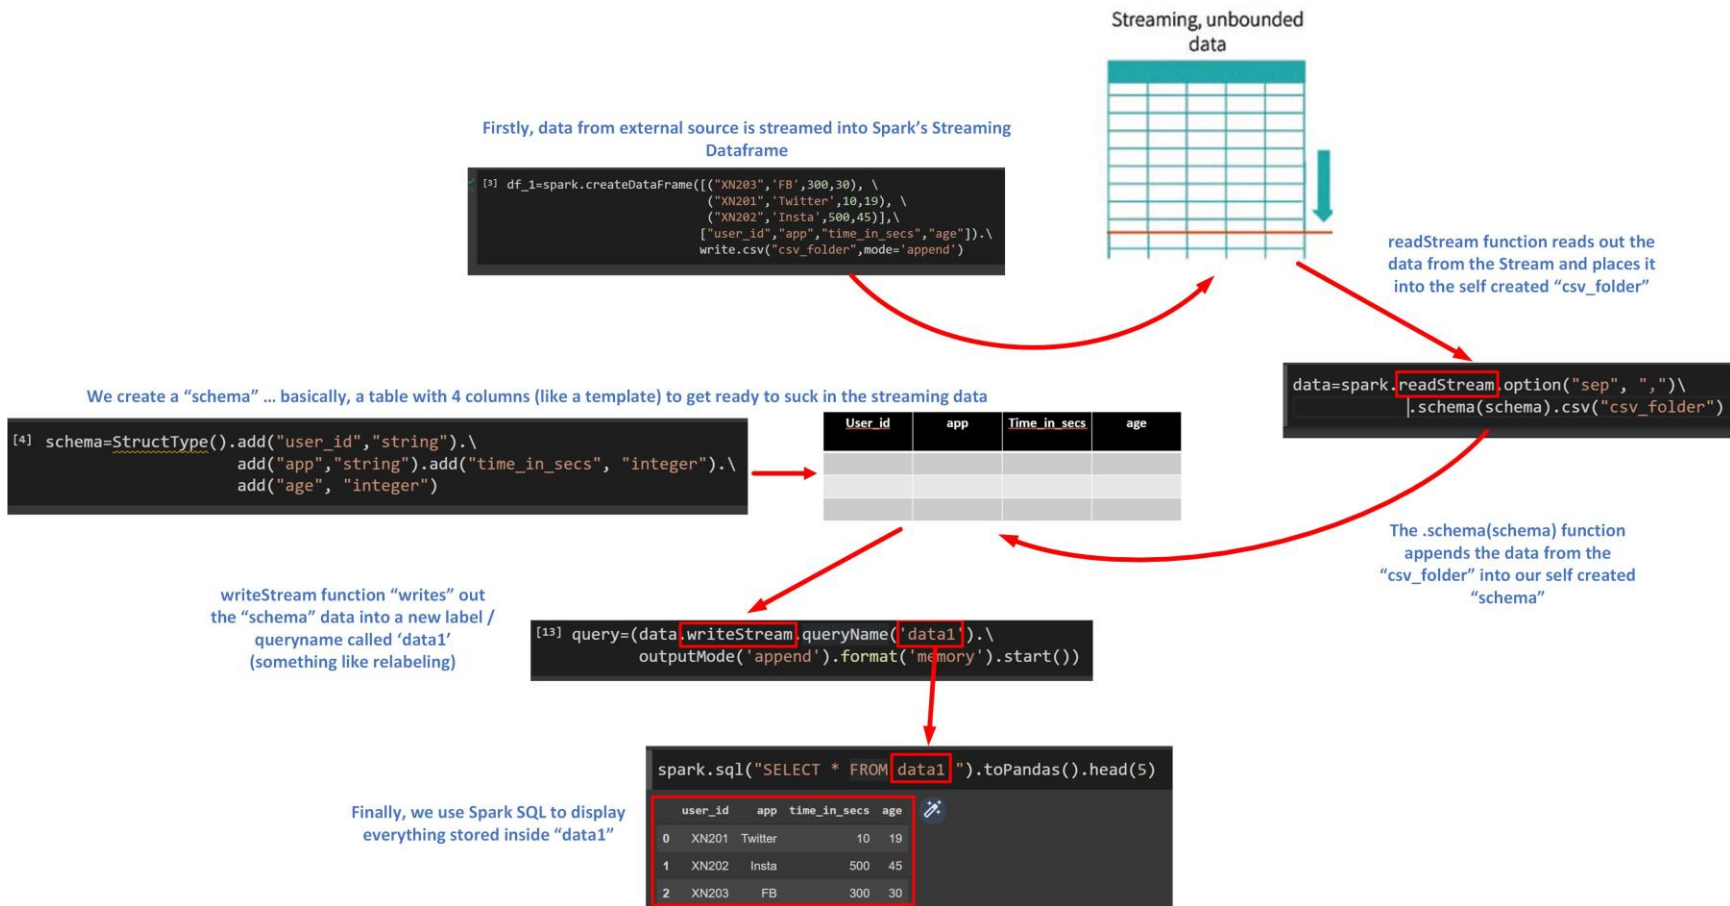 Streaming, unbounded
data
Firstly, data from external source is streamed into Spark’s Streaming
Dataframe
[3] df_1=spark.createDataFrame([("XN203",'FB',300,30), \
("XN201",'Twitter',10,19), \
("XN202",'Insta',500,45)],\
["user_id","app","time_in_secs","age"]).\
write.csv("csv_folder",mode='append')
readStream function reads out the
data from the Stream and places it
into the self created “csv_folder”
data=spark.readStream.option("sep", ",")\
.schema(schema).csv("csv_folder")
We create a “schema” ... basically, a table with 4 columns (like a template) to get ready to suck in the streaming data
[4] schema=StructType().add("user_id","string").\
add("app","string").add("time_in_secs", "integer").\
add("age", "integer")
User_id app Time_in_secs age
The .schema(schema) function
appends the data from the
“csv_folder” into our self created
“schema”
writeStream function “writes” out
the “schema” data into a new label /
queryname called ‘data1’
(something like relabeling)
[13] query=(data.writeStream.queryName('data1').\
outputMode('append').format('memory').start())
spark.sql("SELECT * FROM data1 ").toPandas().head(5)
Finally, we use Spark SQL to display
everything stored inside “data1”
user_id app time_in_secs age
0 XN201 Twitter 10 19
1 XN202 Insta 500 45
2 XN203 FB 300 30